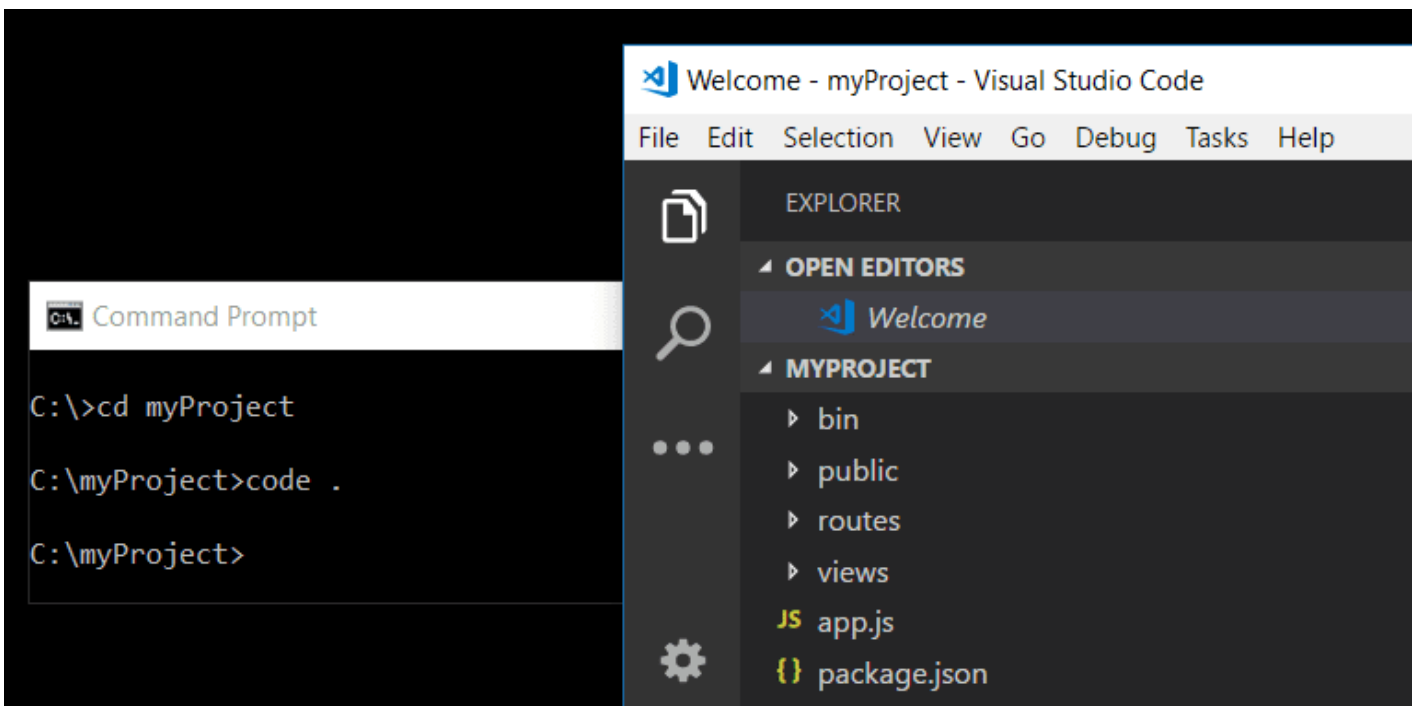 Command Prompt
C:\>cd myProject
C:\myProject>code .
C:\myProject>
Welcome - myProject - Visual Studio Code
File Edit Selection View Go Debug Tasks Help
EXPLORER
OPEN EDITORS
Welcome
MYPROJECT
bin
public
routes
views
JS app.js
{} package.json